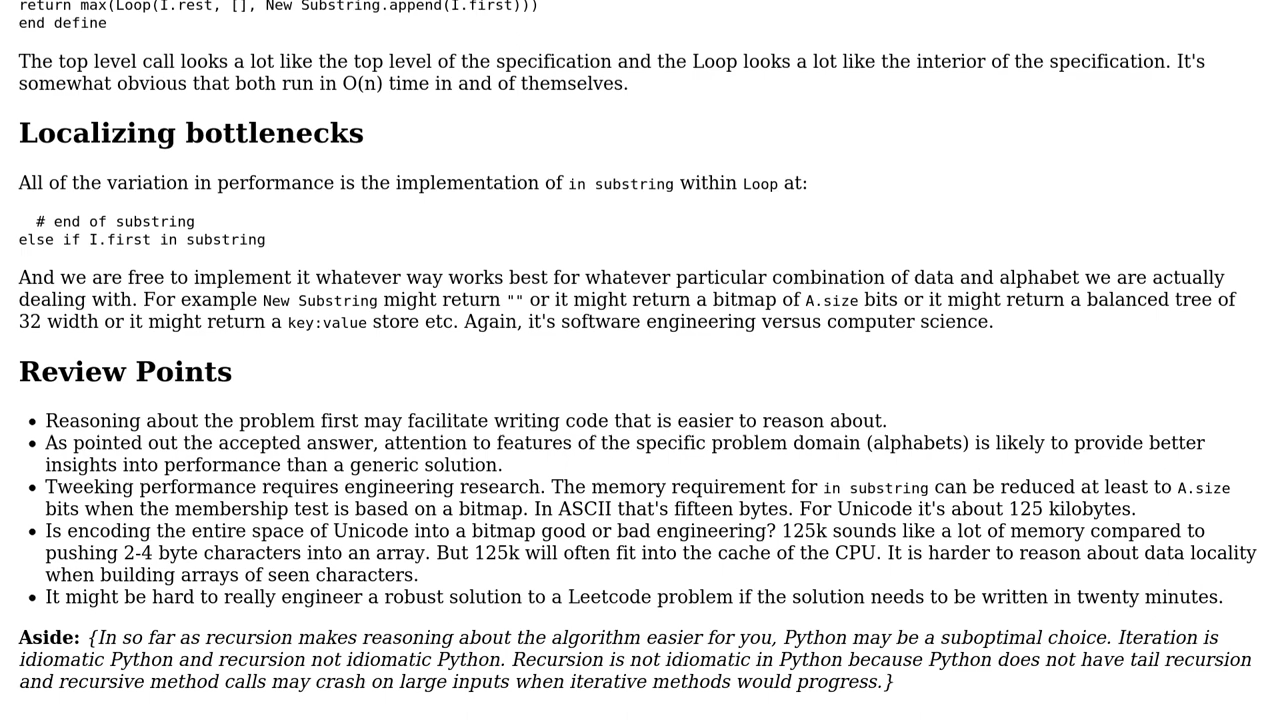 return max(Loop(I.rest, [], New Substring.append(I.first)))
end define
The top level call looks a lot like the top level of the specification and the Loop looks a lot like the interior of the specification. It's
somewhat obvious that both run in O(n) time in and of themselves.
Localizing bottlenecks
All of the variation in performance is the implementation of in substring within Loop at:
# end of substring
else if I.first in substring
And we are free to implement it whatever way works best for whatever particular combination of data and alphabet we are actually
dealing with. For example New Substring might return "" or it might return a bitmap of A.size bits or it might return a balanced tree of
32 width or it might return a key:value store etc. Again, it's software engineering versus computer science.
Review Points
• Reasoning about the problem first may facilitate writing code that is easier to reason about.
• As pointed out the accepted answer, attention to features of the specific problem domain (alphabets) is likely to provide better
insights into performance than a generic solution.
• Tweeking performance requires engineering research. The memory requirement for in substring can be reduced at least to A.size
bits when the membership test is based on a bitmap. In ASCII that's fifteen bytes. For Unicode it's about 125 kilobytes.
• Is encoding the entire space of Unicode into a bitmap good or bad engineering? 125k sounds like a lot of memory compared to
pushing 2-4 byte characters into an array. But 125k will often fit into the cache of the CPU. It is harder to reason about data locality
when building arrays of seen characters.
• It might be hard to really engineer a robust solution to a Leetcode problem if the solution needs to be written in twenty minutes.
Aside: {In so far as recursion makes reasoning about the algorithm easier for you, Python may be a suboptimal choice. Iteration is
idiomatic Python and recursion not idiomatic Python. Recursion is not idiomatic in Python because Python does not have tail recursion
and recursive method calls may crash on large inputs when iterative methods would progress.}